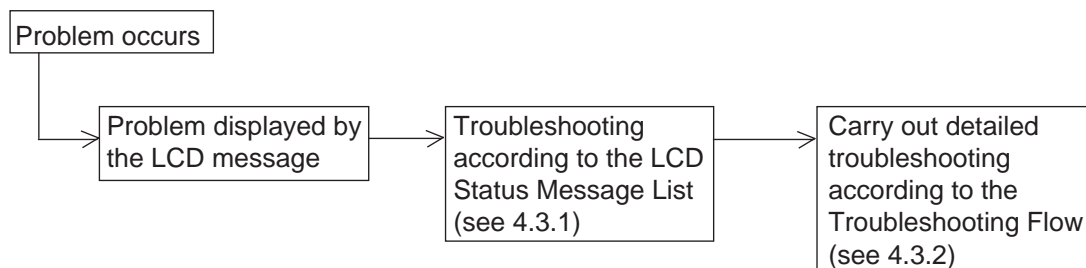 Problem occurs
Problem displayed by
the LCD message
Troubleshooting
according to the LCD
Status Message List
(see 4.3.1)
Carry out detailed
troubleshooting
according to the
Troubleshooting Flow
(see 4.3.2)